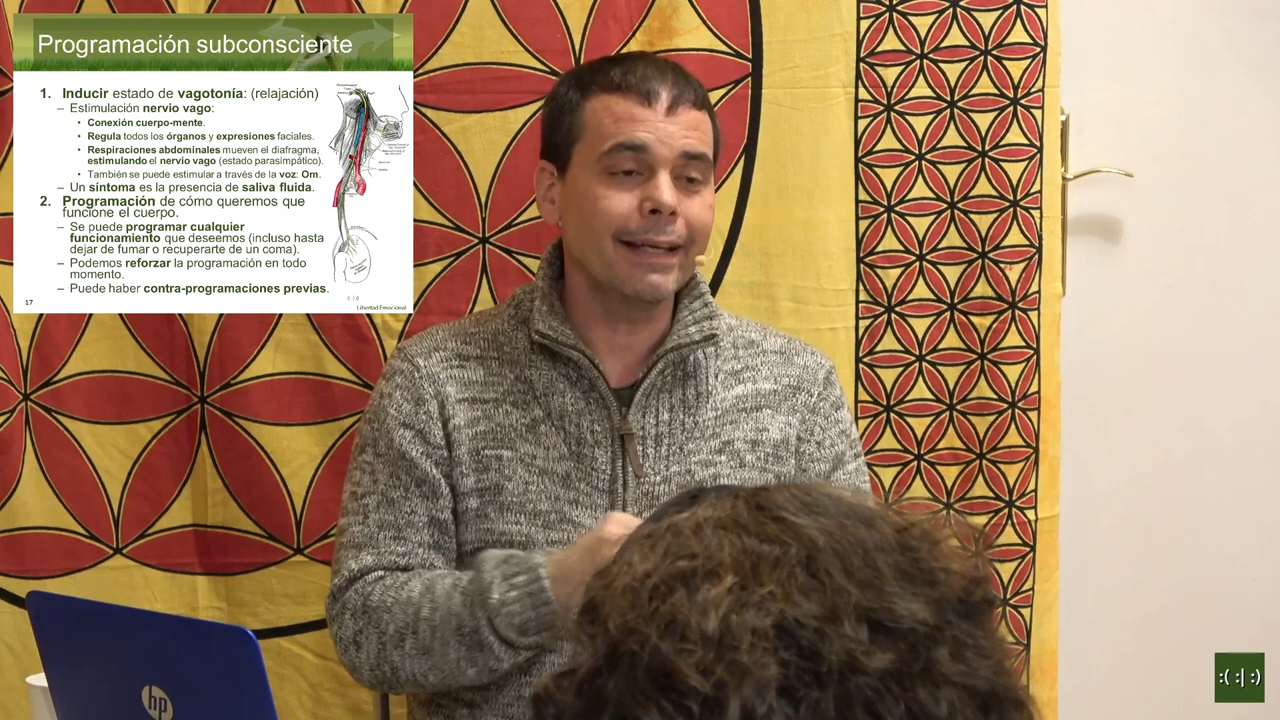 Programación subconsciente
1. Inducir estado de vagotonía: (relajación)
– Estimulación nervio vago:
• Conexión cuerpo-mente.
• Regula todos los órganos y expresiones faciales.
• Respiraciones abdominales mueven el diafragma,
estimulando el nervio vago (estado parasimpático).
• También se puede estimular a través de la voz: Om.
– Un síntoma es la presencia de saliva fluida.
2. Programación de cómo queremos que
funcione el cuerpo.
– Se puede programar cualquier
funcionamiento que deseemos (incluso hasta
dejar de fumar o recuperarte de un coma).
– Podemos reforzar la programación en todo
momento.
– Puede haber contra-programaciones previas.
17
Libertad Emocional
hp
:( :| :)